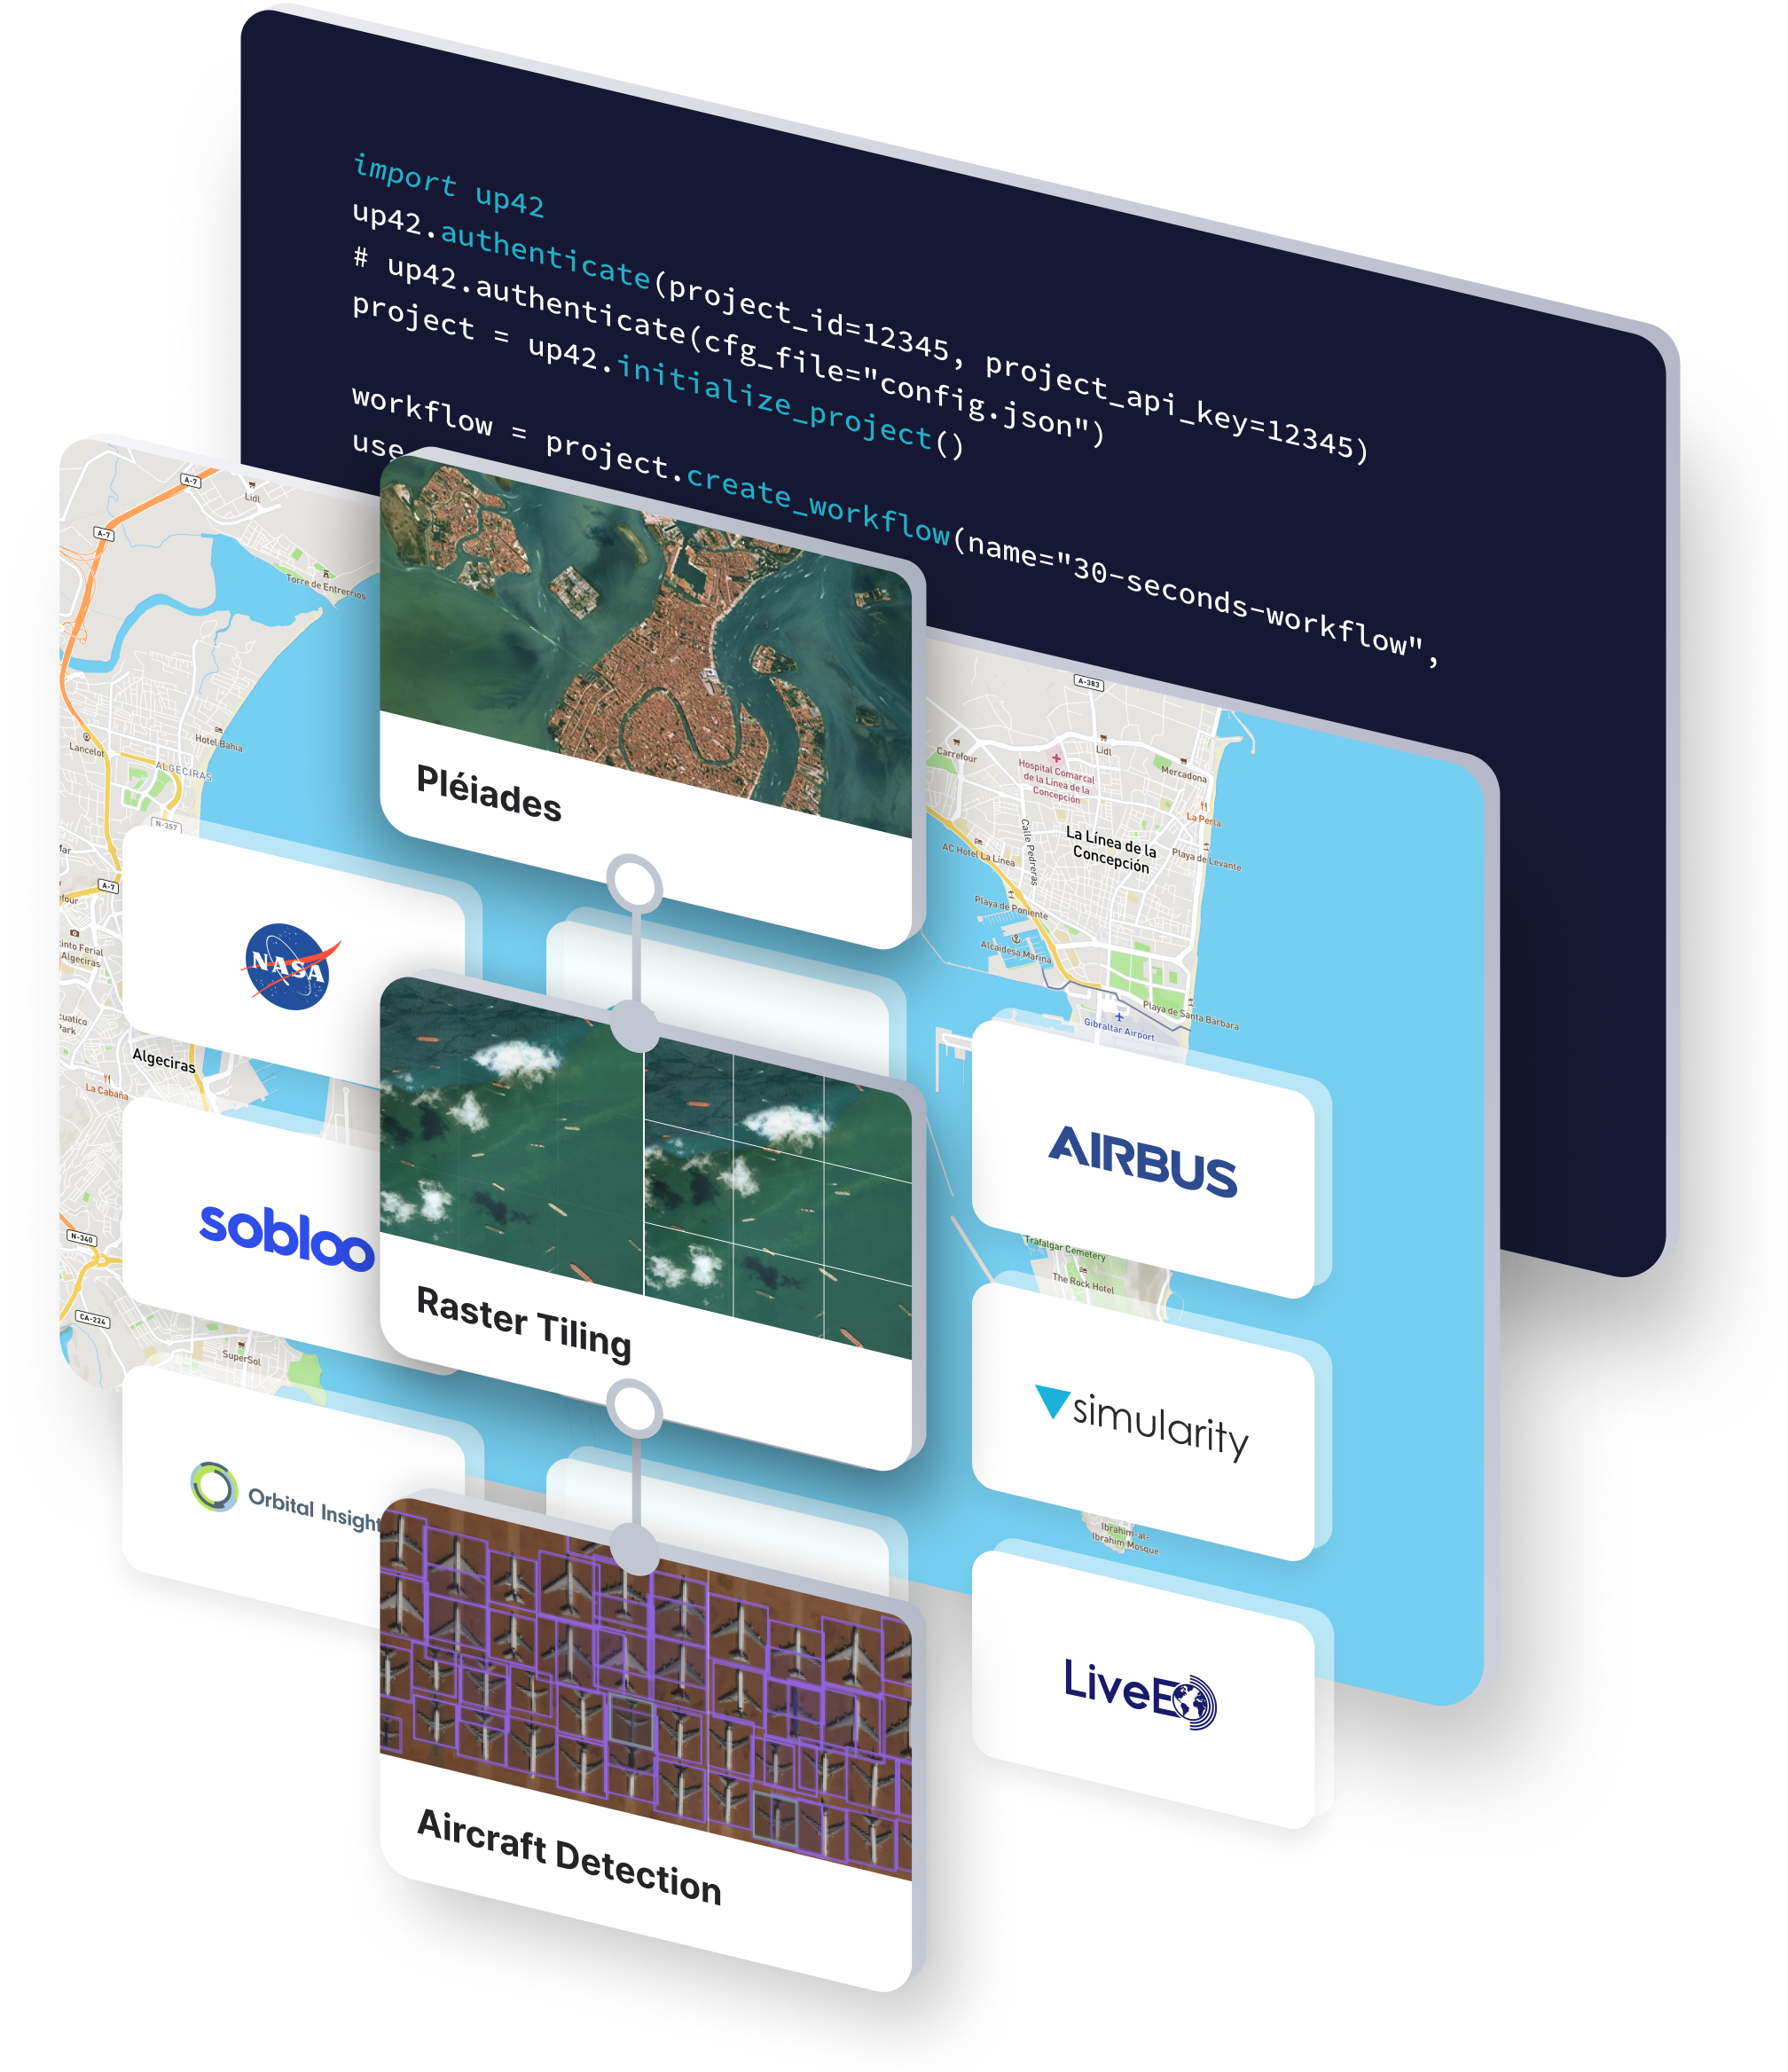 import up42
up42.authenticate(project_id=12345, project_api_key=12345)
# up42.authenticate(cfg_file="config.json")
project = up42.initialize_project()
workflow = project.create_workflow(name="30-seconds-workflow",
use
A-7
Lidl
A-7
Torre de Entrerrios
Lancelot
Hotel Bahia
ALGECIRAS
N-357
A-7
Ferial
Algeciras
Park
Algeciras
La Cabaña
N-340
CA-224
SuperSol
A-383
Carrefour
Lidl
Mercadona
Hospital Comarcal
de la Línea de la
Concepción
La Perla
Calle Pedreras
La Línea de la
Concepción
AC Hotel La Línea
Playa de Levante
Playa de Poniente
Alcaidesa Marina
Playa de Santa Barbara
Gibraltar Airport
Trafalgar Cemetery
The Rock Hotel
Ibrahim-al-
Ibrahim Mosque
Pléiades
NASA
AIRBUS
sobloo
Raster Tiling
simularity
Orbital Insight
LiveEO
Aircraft Detection